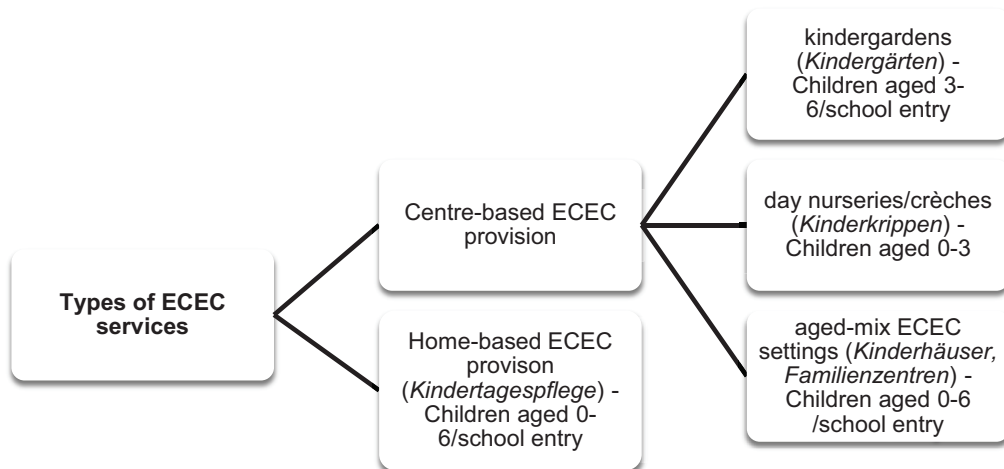 Types of ECEC
services
Centre-based ECEC
provision
Home-based ECEC
provison
(Kindertagespflege) -
Children aged 0-
6/school entry
kindergardens
(Kindergärten) -
Children aged 3-
6/school entry
day nurseries/crèches
(Kinderkrippen) -
Children aged 0-3
aged-mix ECEC
settings (Kinderhäuser,
Familienzentren) -
Children aged 0-6
/school entry